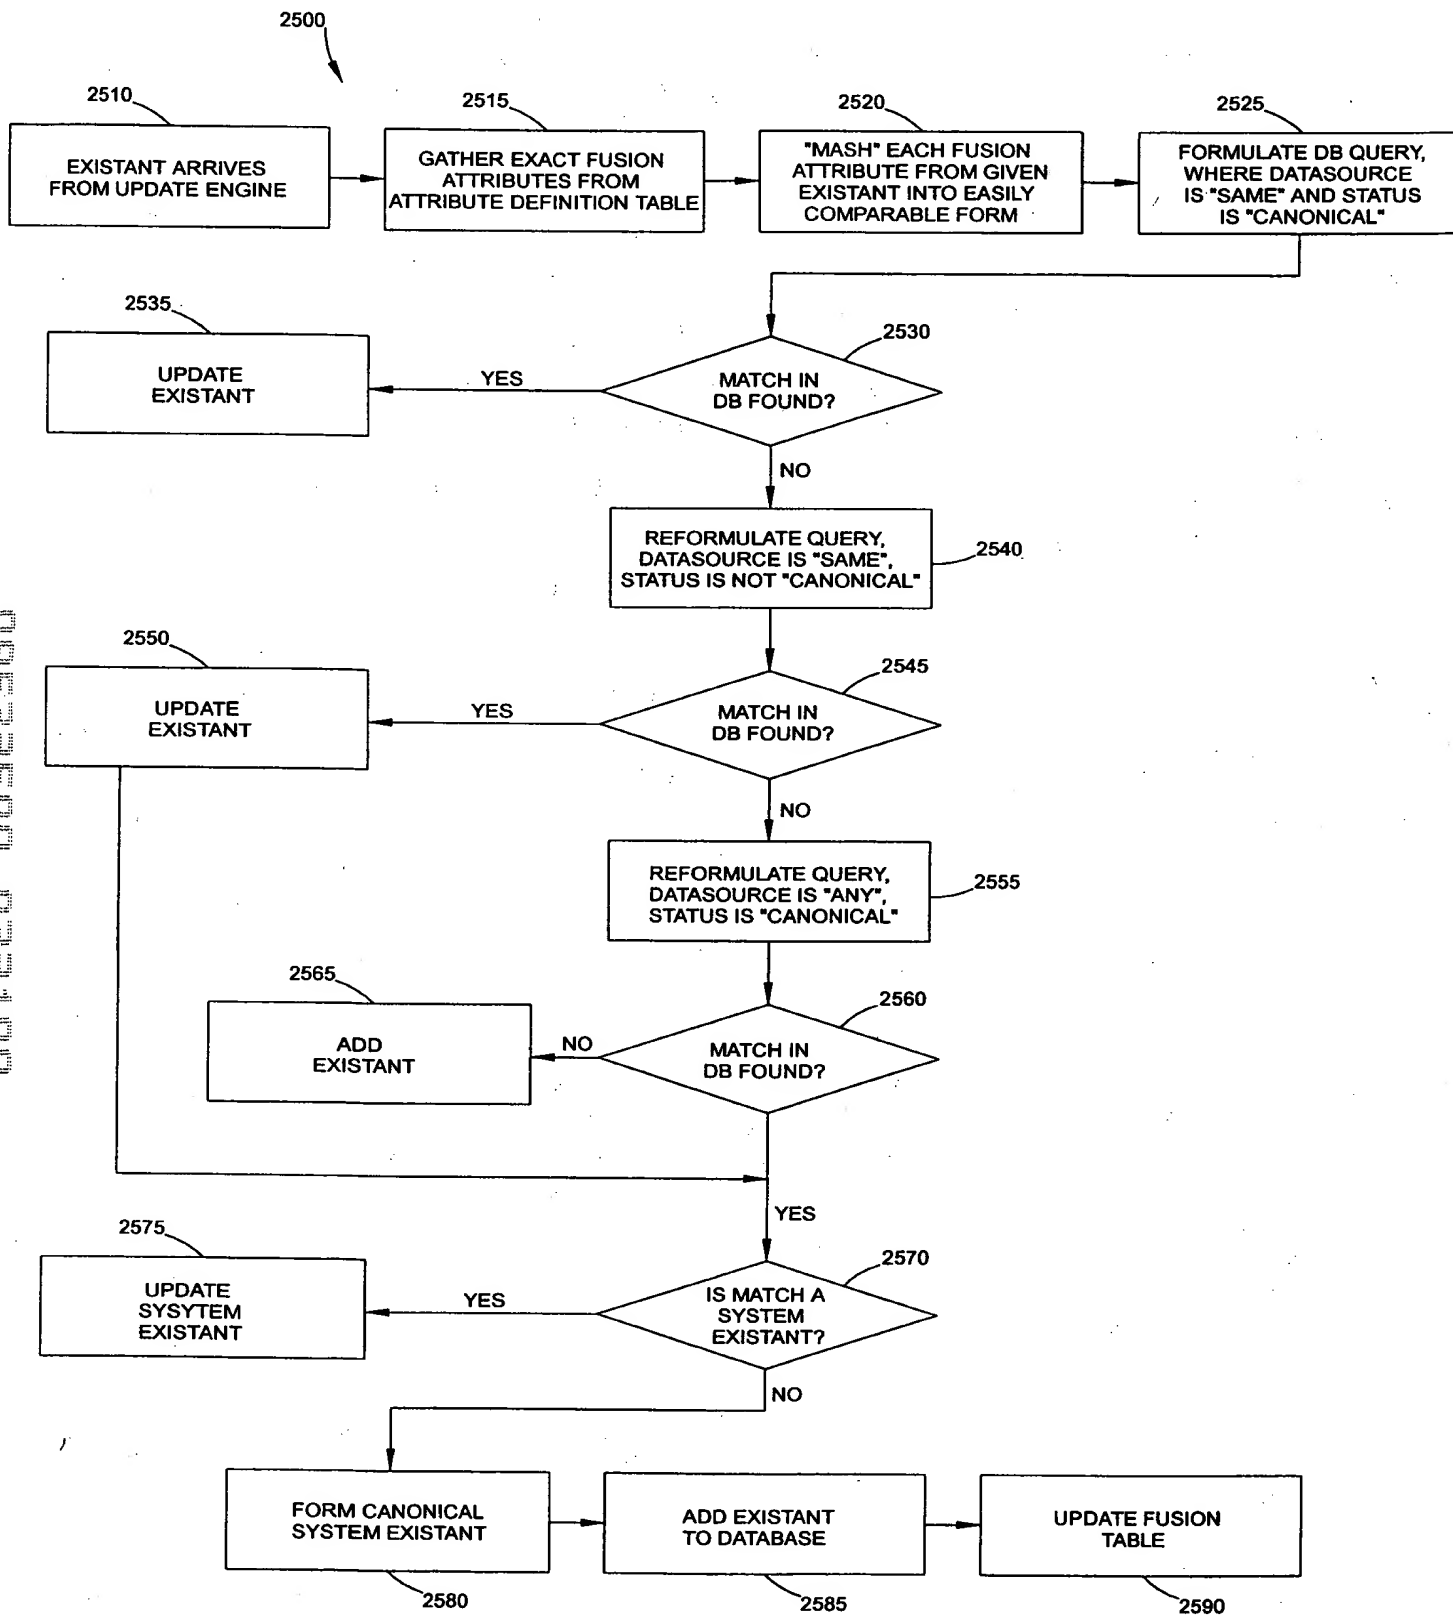 2500
2510
2515
2520
2525
EXISTANT ARRIVES
FROM UPDATE ENGINE
GATHER EXACT FUSION
ATTRIBUTES FROM
ATTRIBUTE DEFINITION TABLE
"MASH" EACH FUSION
ATTRIBUTE FROM GIVEN
EXISTANT INTO EASILY
COMPARABLE FORM
FORMULATE DB QUERY,
WHERE DATASOURCE
IS "SAME" AND STATUS
IS "CANONICAL"
2535
2530
UPDATE
EXISTANT
YES
MATCH IN
DB FOUND?
NO
REFORMULATE QUERY,
DATASOURCE IS "SAME",
STATUS IS NOT "CANONICAL"
2540
2550
2545
UPDATE
EXISTANT
YES
MATCH IN
DB FOUND?
NO
REFORMULATE QUERY,
DATASOURCE IS "ANY",
STATUS IS "CANONICAL"
2555
2565
2560
ADD
EXISTANT
NO
MATCH IN
DB FOUND?
YES
2575
2570
UPDATE
SYSYTEM
EXISTANT
YES
IS MATCH A
SYSTEM
EXISTANT?
NO
FORM CANONICAL
SYSTEM EXISTANT
ADD EXISTANT
TO DATABASE
UPDATE FUSION
TABLE
2580
2585
2590